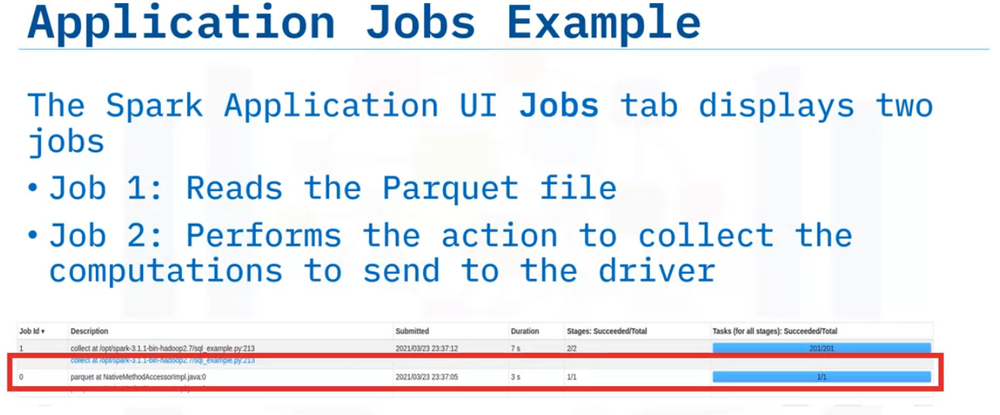 Application Jobs Example
The Spark Application UI Jobs tab displays two
jobs
• Job 1: Reads the Parquet file
• Job 2: Performs the action to collect the
computations to send to the driver
Job Id ▾ Description Submitted Duration Stages: Succeeded/Total Tasks (for all stages): Succeeded/Total
1 collect at /opt/spark-3.1.1-bin-hadoop2.7/sql_example.py:213 2021/03/23 23:37:12 7 s 2/2 201/201
collect at /opt/spark-3.1.1-bin-hadoop2.7/sql_example.py:213
0 parquet at NativeMethodAccessorImpl.java:0 2021/03/23 23:37:05 3 s 1/1 1/1